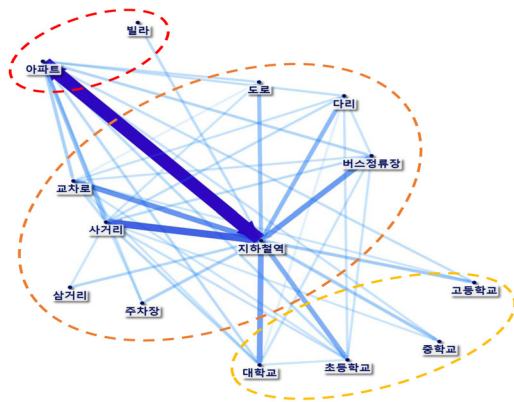 빌라
아파트
도로
다리
버스정류장
교차로
사거리
지하철역
삼거리
주차장
고등학교
중학교
초등학교
대학교